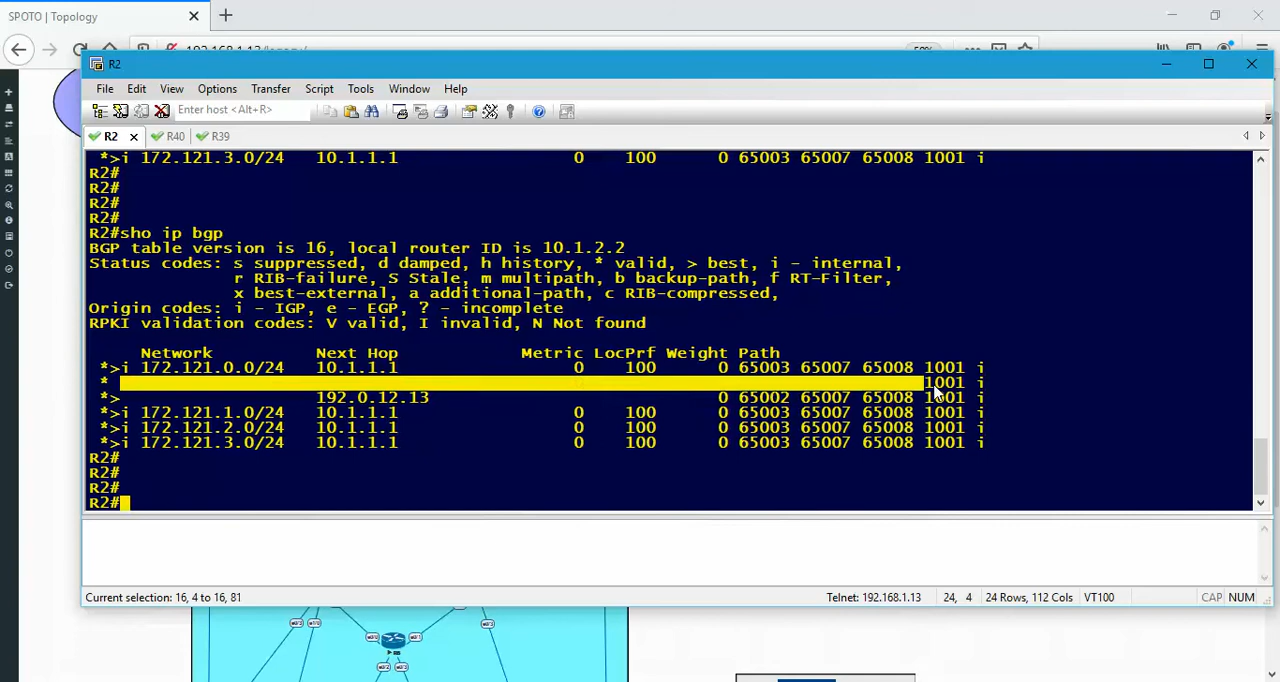 SPOTO | Topology
R2
File Edit View Options Transfer Script Tools Window Help
Enter host <Alt+R>
R2 R40 R39
*>i 172.121.3.0/24 10.1.1.1 0 100 0 65003 65007 65008 1001 i
R2#
R2#
R2#
R2#
R2#sho ip bgp
BGP table version is 16, local router ID is 10.1.2.2
Status codes: s suppressed, d damped, h history, * valid, > best, i - internal,
r RIB-failure, S Stale, m multipath, b backup-path, f RT-Filter,
x best-external, a additional-path, c RIB-compressed,
Origin codes: i - IGP, e - EGP, ? - incomplete
RPKI validation codes: V valid, I invalid, N Not found
Network Next Hop Metric LocPrf Weight Path
*>i 172.121.0.0/24 10.1.1.1 0 100 0 65003 65007 65008 1001 i
* 1001 i
*> 192.0.12.13 0 65002 65007 65008 1001 i
*>i 172.121.1.0/24 10.1.1.1 0 100 0 65003 65007 65008 1001 i
*>i 172.121.2.0/24 10.1.1.1 0 100 0 65003 65007 65008 1001 i
*>i 172.121.3.0/24 10.1.1.1 0 100 0 65003 65007 65008 1001 i
R2#
R2#
R2#
R2#
Current selection: 16, 4 to 16, 81 Telnet: 192.168.1.13 24, 4 24 Rows, 112 Cols VT100 CAP NUM